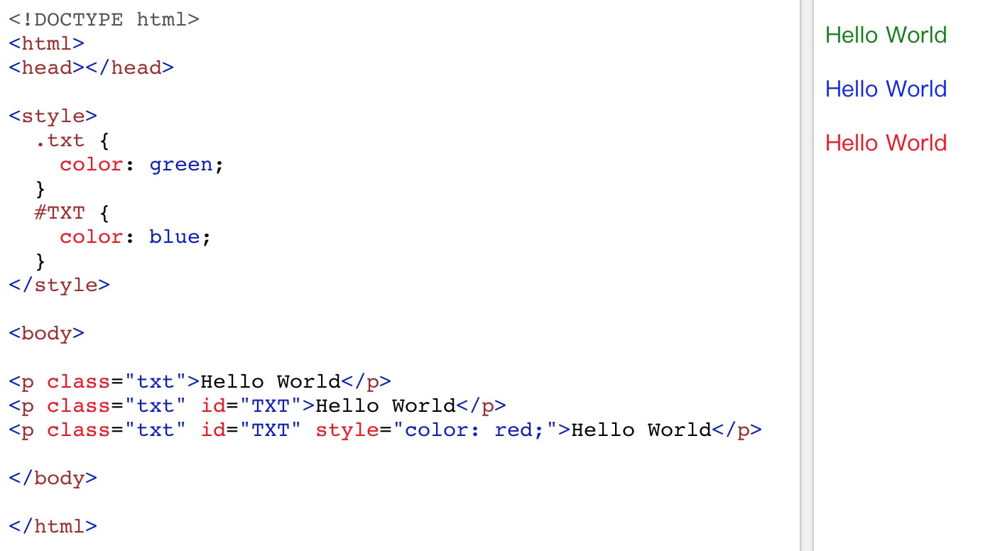 <!DOCTYPE html>
<html>
<head></head>
<style>
.txt {
color: green;
}
#TXT {
color: blue;
}
</style>
<body>
<p class="txt">Hello World</p>
<p class="txt" id="TXT">Hello World</p>
<p class="txt" id="TXT" style="color: red;">Hello World</p>
</body>
</html>
Hello World
Hello World
Hello World